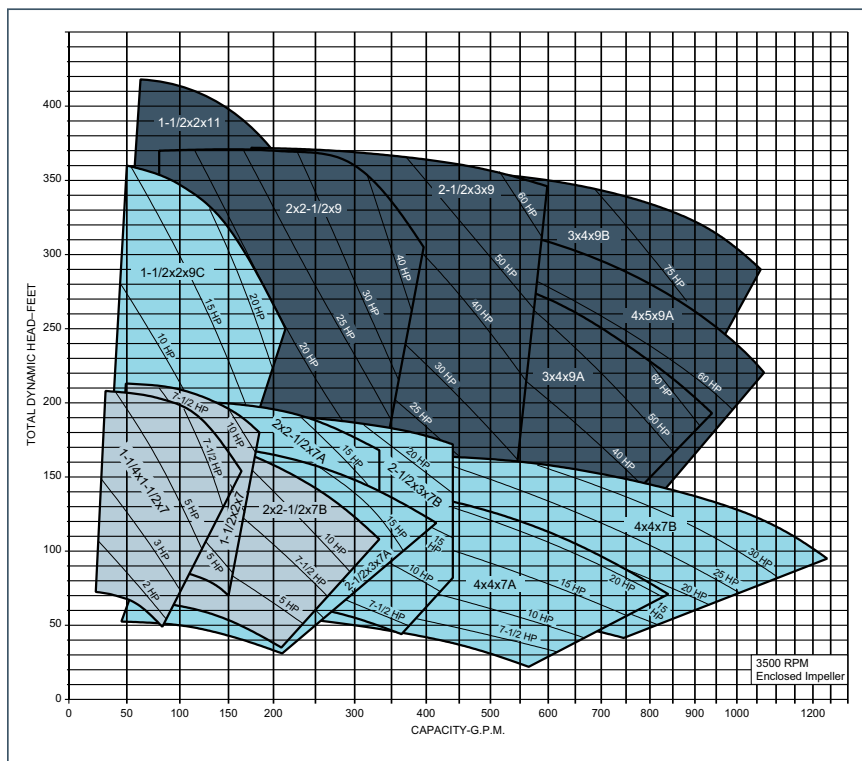 400
350
300
250
200
150
100
50
0
TOTAL DYNAMIC HEAD–FEET
1-1/2x2x11
2x2-1/2x9
2-1/2x3x9
60 HP
3x4x9B
75 HP
1-1/2x2x9C
10 HP
15 HP
20 HP
20 HP
25 HP
30 HP
40 HP
50 HP
40 HP
30 HP
25 HP
4x5x9A
3x4x9A
60 HP
60 HP
50 HP
40 HP
7-1/2 HP
10 HP
7-1/2 HP
1-1/4x1-1/2x7
5 HP
3 HP
2 HP
1-1/2x2x7
5 HP
2x2-1/2x7A
15 HP
20 HP
2-1/2x3x7B
2x2-1/2x7B
10 HP
7-1/2 HP
5 HP
15 HP
2-1/2x3x7A
15 HP
10 HP
7-1/2 HP
4x4x7B
30 HP
25 HP
20 HP
15 HP
4x4x7A
20 HP
15 HP
10 HP
7-1/2 HP
3500 RPM
Enclosed Impeller
0 50 100 150 200 300 400 500 600 700 800 900 1000 1200
CAPACITY-G.P.M.